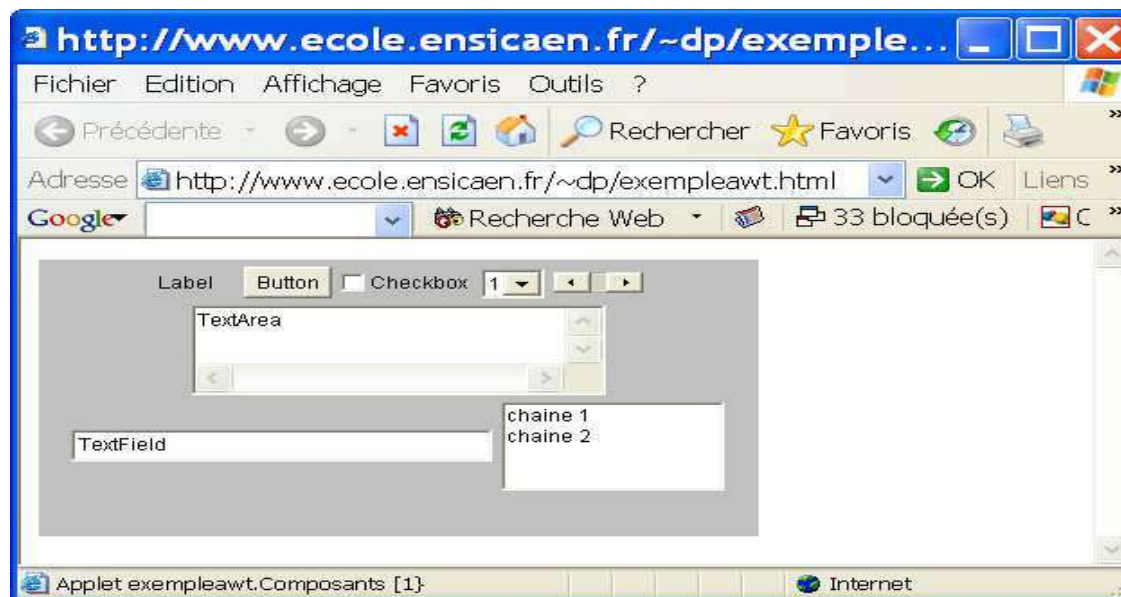 http://www.ecole.ensicaen.fr/~dp/exemple...
Fichier Edition Affichage Favoris Outils ?
Précédente Rechercher Favoris
Adresse http://www.ecole.ensicaen.fr/~dp/exempleawt.html OK Liens
Google Recherche Web 33 bloquée(s)
Label Button Checkbox 1
TextArea
chaine 1
chaine 2
TextField
Applet exempleawt.Composants [1} Internet